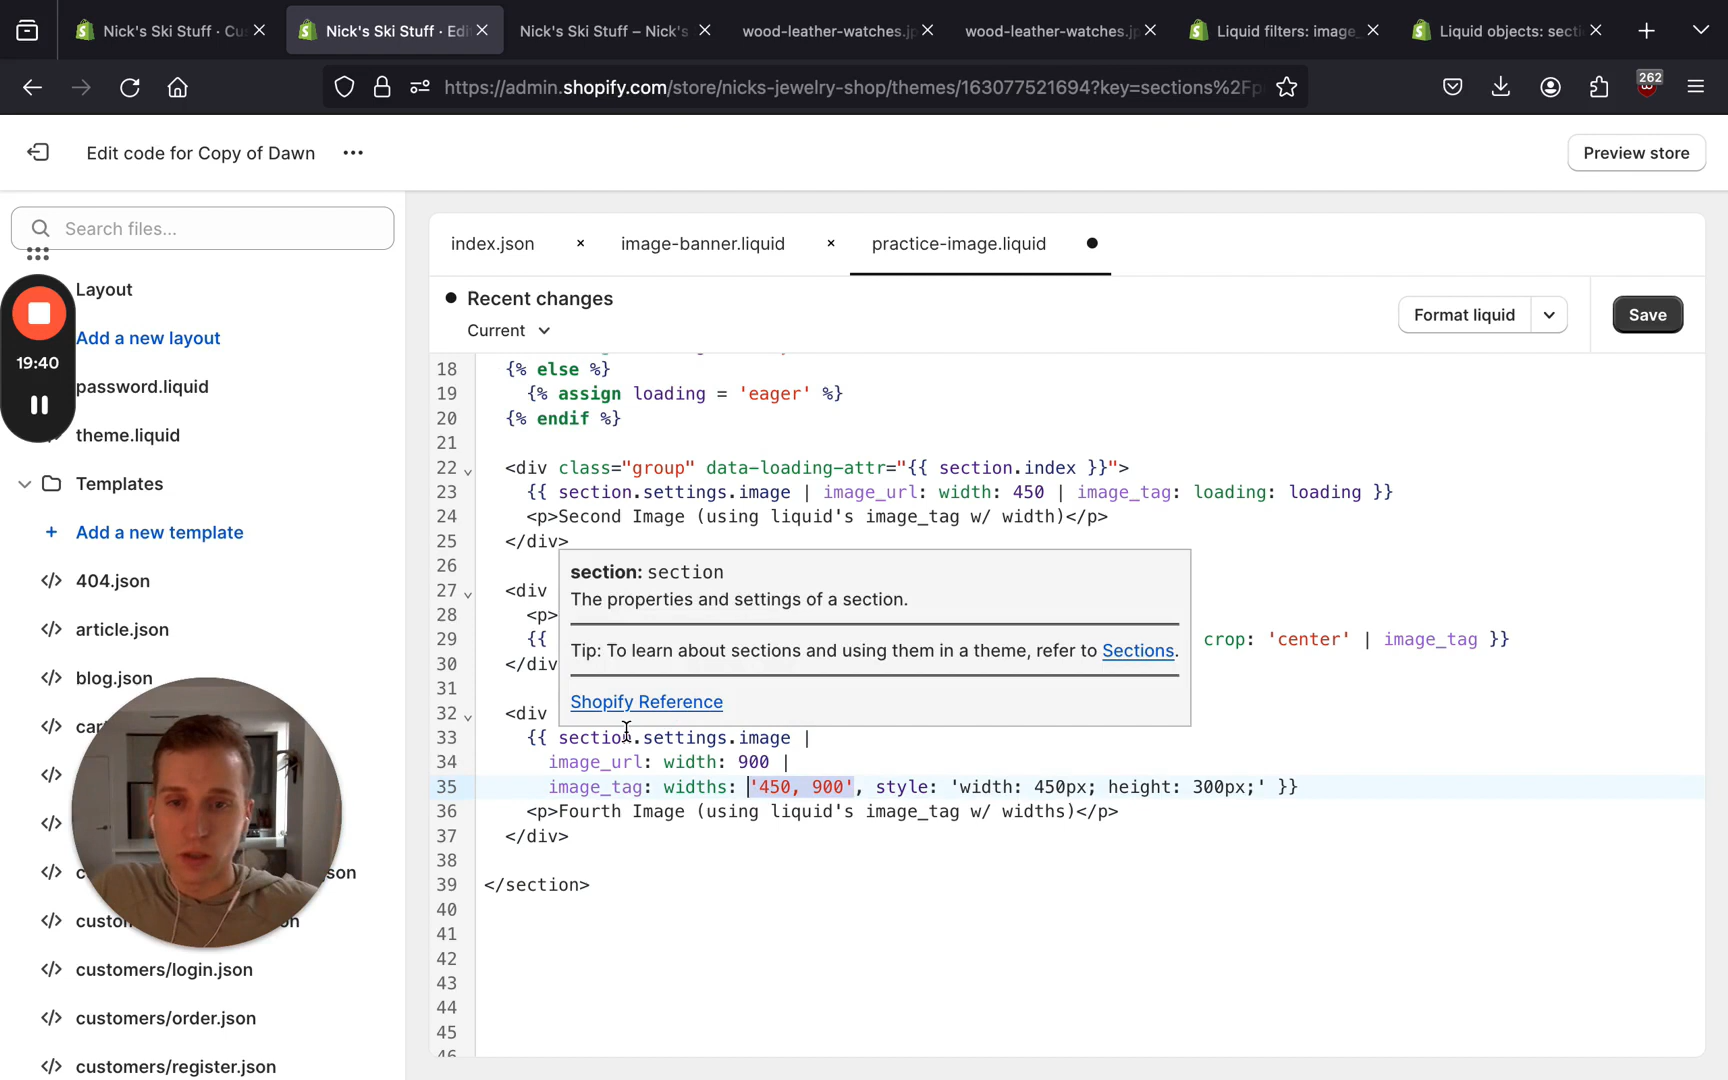 Nick's Ski Stuff · Cu
Nick's Ski Stuff · Edi
Nick's Ski Stuff – Nick's
wood-leather-watches.jp
wood-leather-watches.jp
Liquid filters: image_
Liquid objects: secti
https://admin.shopify.com/store/nicks-jewelry-shop/themes/163077521694?key=sections%2Fp
262
Edit code for Copy of Dawn
Preview store
Search files...
19:40
Layout
Add a new layout
password.liquid
theme.liquid
Templates
+ Add a new template
</> 404.json
</> article.json
</> blog.json
</> car
</>
</>
</> c son
</> custom n
</> customers/login.json
</> customers/order.json
</> customers/register.json
index.json ×
image-banner.liquid ×
practice-image.liquid
Recent changes
Current
Format liquid
Save
18 {% else %}
19 {% assign loading = 'eager' %}
20 {% endif %}
21
22 <div class="group" data-loading-attr="{{ section.index }}">
23 {{ section.settings.image | image_url: width: 450 | image_tag: loading: loading }}
24 <p>Second Image (using liquid's image_tag w/ width)</p>
25 </div>
26
27 <div
28 <p>
29 {{ crop: 'center' | image_tag }}
30 </div
31
32 <div
33 {{ section.settings.image |
34 image_url: width: 900 |
35 image_tag: widths: '450, 900', style: 'width: 450px; height: 300px;' }}
36 <p>Fourth Image (using liquid's image_tag w/ widths)</p>
37 </div>
38
39 </section>
40
41
42
43
44
45
46
section: section
The properties and settings of a section.
Tip: To learn about sections and using them in a theme, refer to Sections.
Shopify Reference